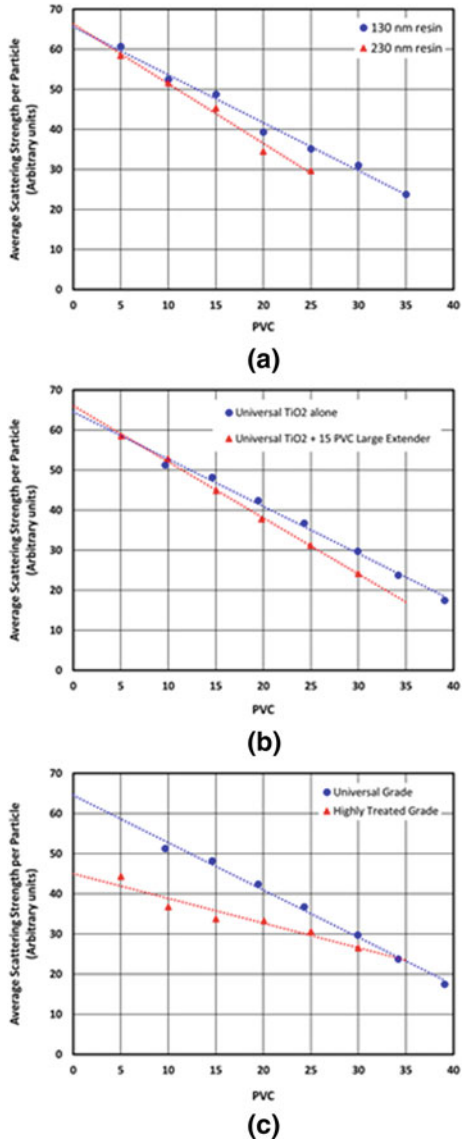 70
60
50
40
30
20
10
0
Average Scattering Strength per Particle
(Arbitrary units)
130 nm resin
230 nm resin
0 5 10 15 20 25 30 35 40
PVC
(a)
70
60
50
40
30
20
10
0
Average Scattering Strength per Particle
(Arbitrary units)
Universal TiO2 alone
Universal TiO2 + 15 PVC Large Extender
0 5 10 15 20 25 30 35 40
PVC
(b)
70
60
50
40
30
20
10
0
Average Scattering Strength per Particle
(Arbitrary units)
Universal Grade
Highly Treated Grade
0 5 10 15 20 25 30 35 40
PVC
(c)